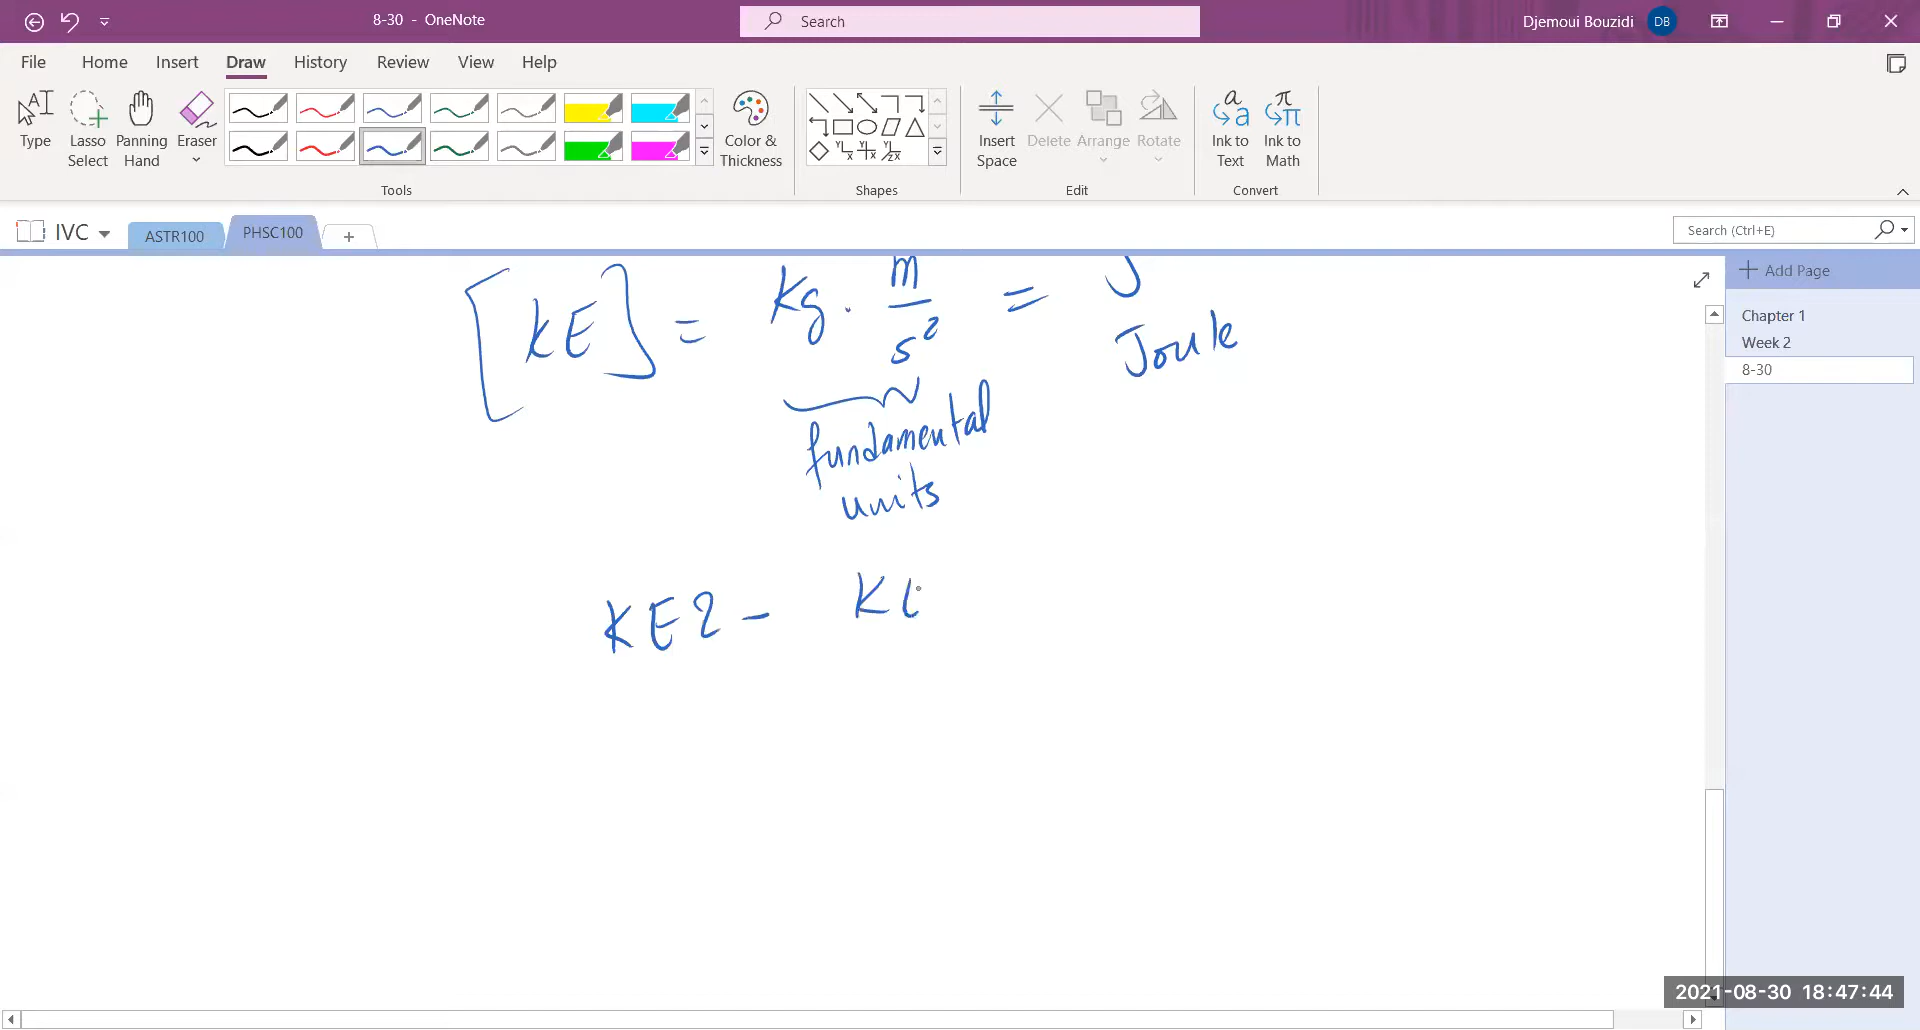 8-30 - OneNote
Search
Djemoui Bouzidi DB
File Home Insert Draw History Review View Help
Type
Lasso Select
Panning Hand
Eraser
Color & Thickness
Insert Space
Delete
Arrange
Rotate
Ink to Text
Ink to Math
Tools
Shapes
Edit
Convert
IVC
ASTR100
PHSC100
+
Search (Ctrl+E)
Add Page
Chapter 1
Week 2
8-30
[KE] = Kg . m/s² = J
Joule
fundamental
units
KE2 - K
2021-08-30 18:47:44